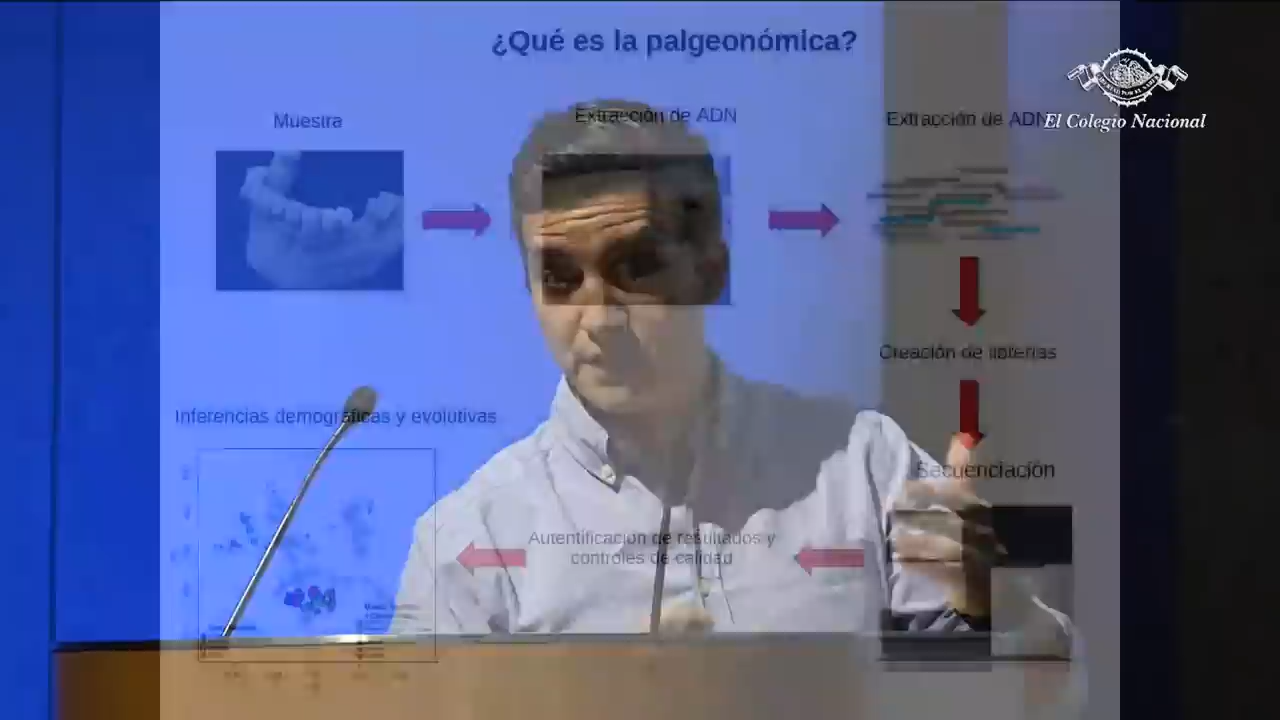 ¿Qué es la palgeonómica?
Muestra
Extracción de ADN
Extracción de ADN
El Colegio Nacional
Creación de librerías
Secuenciación
Autentificación de resultados y
controles de calidad
Inferencias demográficas y evolutivas